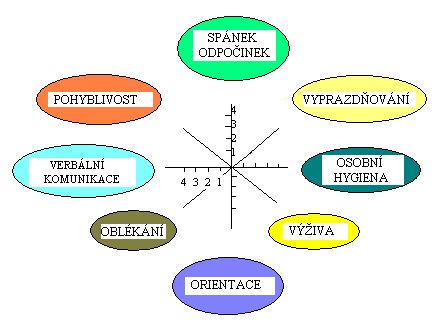 SPÁNEK
ODPOČINEK
POHYBLIVOST
VYPRAZDŇOVÁNÍ
4
3
2
1
VERBÁLNÍ
KOMUNIKACE
OSOBNÍ
HYGIENA
4 3 2 1
OBLÉKÁNÍ
VÝŽIVA
ORIENTACE